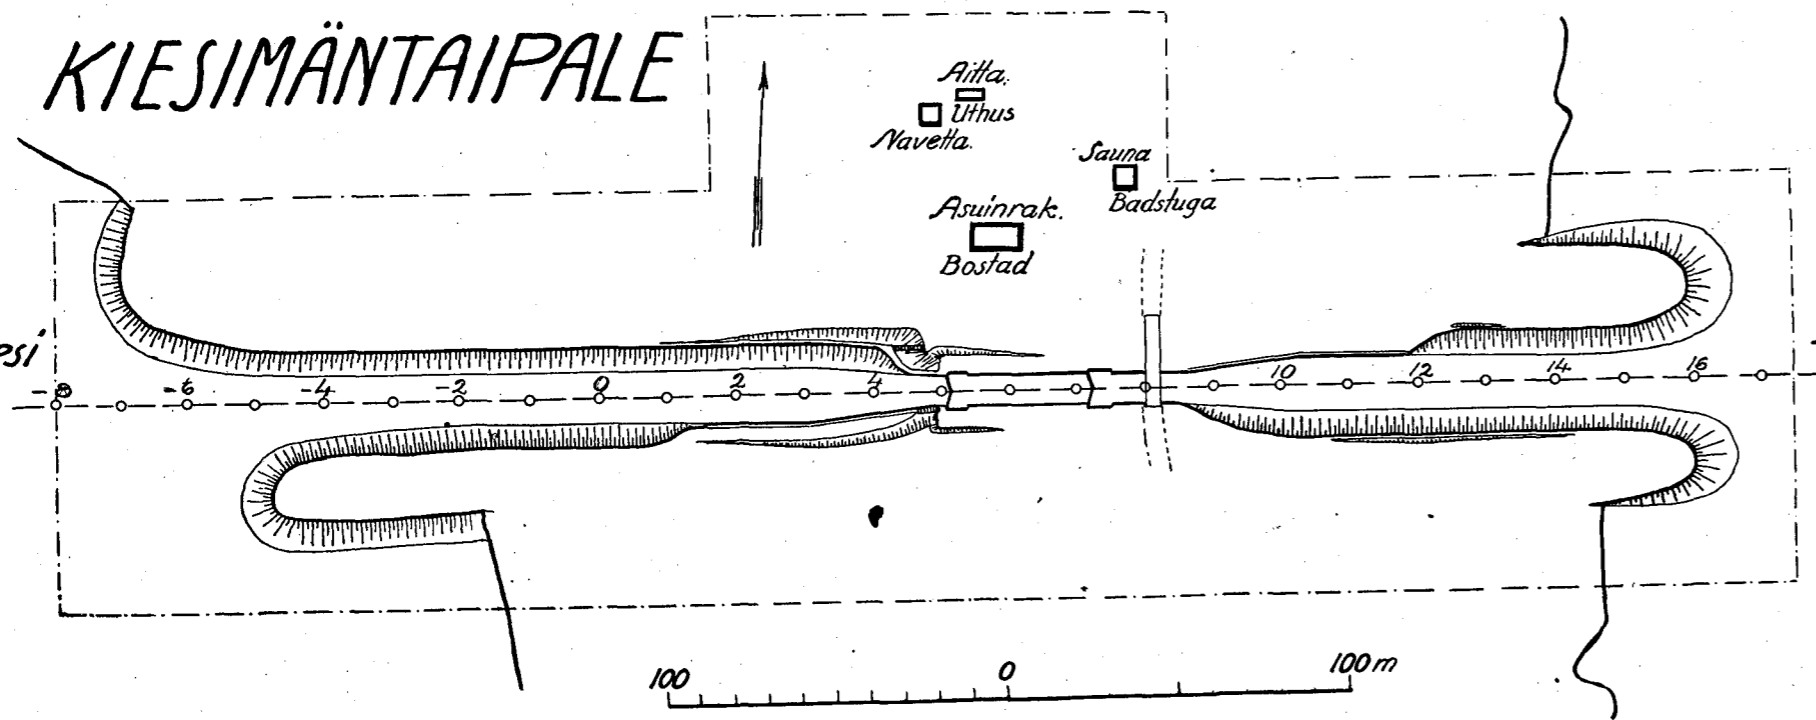 KIESIMÄNTAIPALE
Aitta.
Uthus
Navetta.
Sauna
Badstuga
Asuinrak.
Bostad
-8 -6 -4 -2 0 2 4 10 12 14 16
100 0 100 m